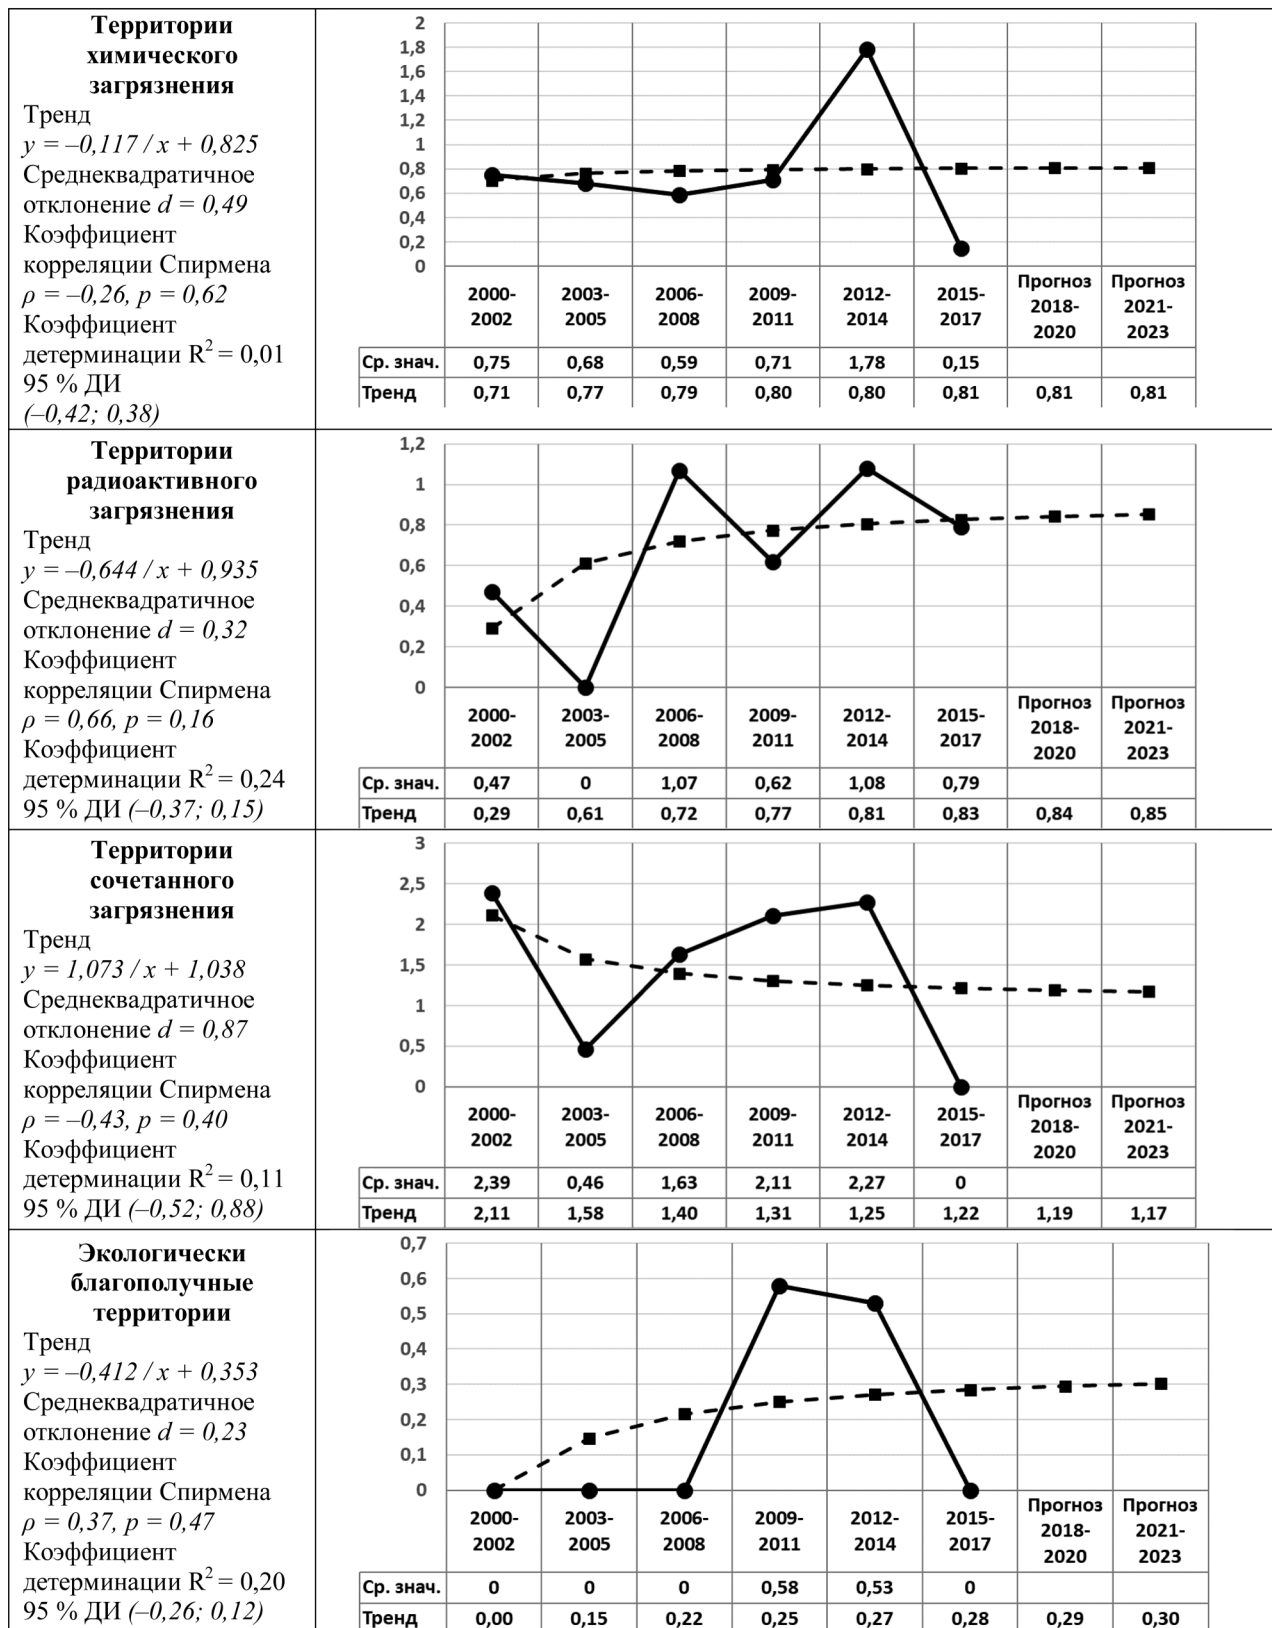 Территории
химического
загрязнения
Тренд
y = –0,117 / x + 0,825
Среднеквадратичное
отклонение d = 0,49
Коэффициент
корреляции Спирмена
ρ = –0,26, p = 0,62
Коэффициент
детерминации R² = 0,01
95 % ДИ
(–0,42; 0,38)
2
1,8
1,6
1,4
1,2
1
0,8
0,6
0,4
0,2
0
2000-2002 2003-2005 2006-2008 2009-2011 2012-2014 2015-2017 Прогноз 2018-2020 Прогноз 2021-2023
Ср. знач. 0,75 0,68 0,59 0,71 1,78 0,15
Тренд 0,71 0,77 0,79 0,80 0,80 0,81 0,81 0,81
Территории
радиоактивного
загрязнения
Тренд
y = –0,644 / x + 0,935
Среднеквадратичное
отклонение d = 0,32
Коэффициент
корреляции Спирмена
ρ = 0,66, p = 0,16
Коэффициент
детерминации R² = 0,24
95 % ДИ (–0,37; 0,15)
1,2
1
0,8
0,6
0,4
0,2
0
2000-2002 2003-2005 2006-2008 2009-2011 2012-2014 2015-2017 Прогноз 2018-2020 Прогноз 2021-2023
Ср. знач. 0,47 0 1,07 0,62 1,08 0,79
Тренд 0,29 0,61 0,72 0,77 0,81 0,83 0,84 0,85
Территории
сочетанного
загрязнения
Тренд
y = 1,073 / x + 1,038
Среднеквадратичное
отклонение d = 0,87
Коэффициент
корреляции Спирмена
ρ = –0,43, p = 0,40
Коэффициент
детерминации R² = 0,11
95 % ДИ (–0,52; 0,88)
3
2,5
2
1,5
1
0,5
0
2000-2002 2003-2005 2006-2008 2009-2011 2012-2014 2015-2017 Прогноз 2018-2020 Прогноз 2021-2023
Ср. знач. 2,39 0,46 1,63 2,11 2,27 0
Тренд 2,11 1,58 1,40 1,31 1,25 1,22 1,19 1,17
Экологически
благополучные
территории
Тренд
y = –0,412 / x + 0,353
Среднеквадратичное
отклонение d = 0,23
Коэффициент
корреляции Спирмена
ρ = 0,37, p = 0,47
Коэффициент
детерминации R² = 0,20
95 % ДИ (–0,26; 0,12)
0,7
0,6
0,5
0,4
0,3
0,2
0,1
0
2000-2002 2003-2005 2006-2008 2009-2011 2012-2014 2015-2017 Прогноз 2018-2020 Прогноз 2021-2023
Ср. знач. 0 0 0 0,58 0,53 0
Тренд 0,00 0,15 0,22 0,25 0,27 0,28 0,29 0,30